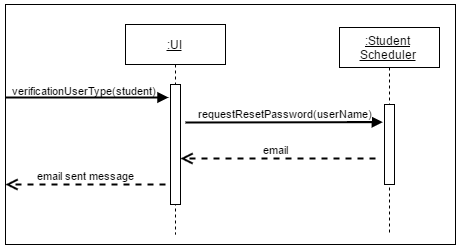 :UI
:Student
Scheduler
verificationUserType(student)
requestResetPassword(userName)
email
email sent message